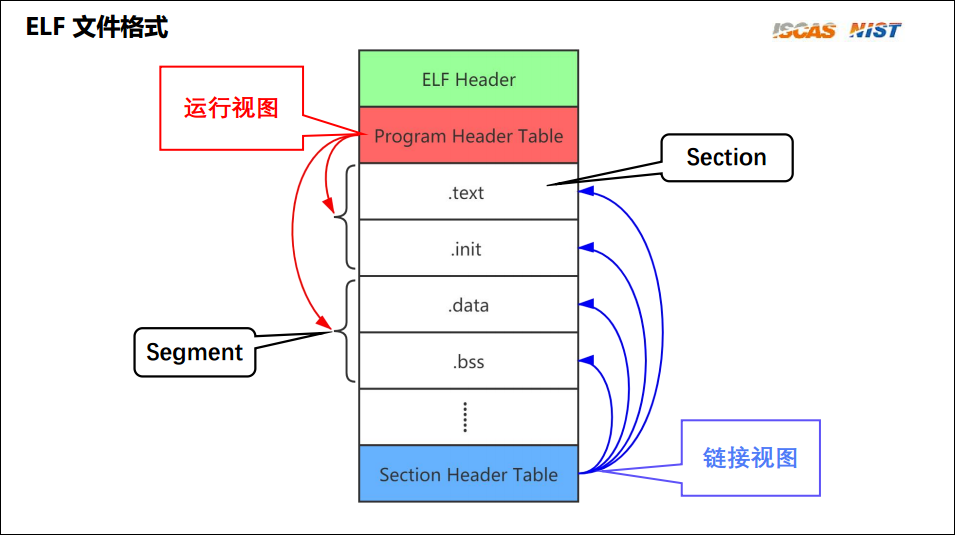 ELF 文件格式
ISCAS NIST
ELF Header
运行视图
Program Header Table
Section
.text
.init
.data
Segment
.bss
链接视图
Section Header Table